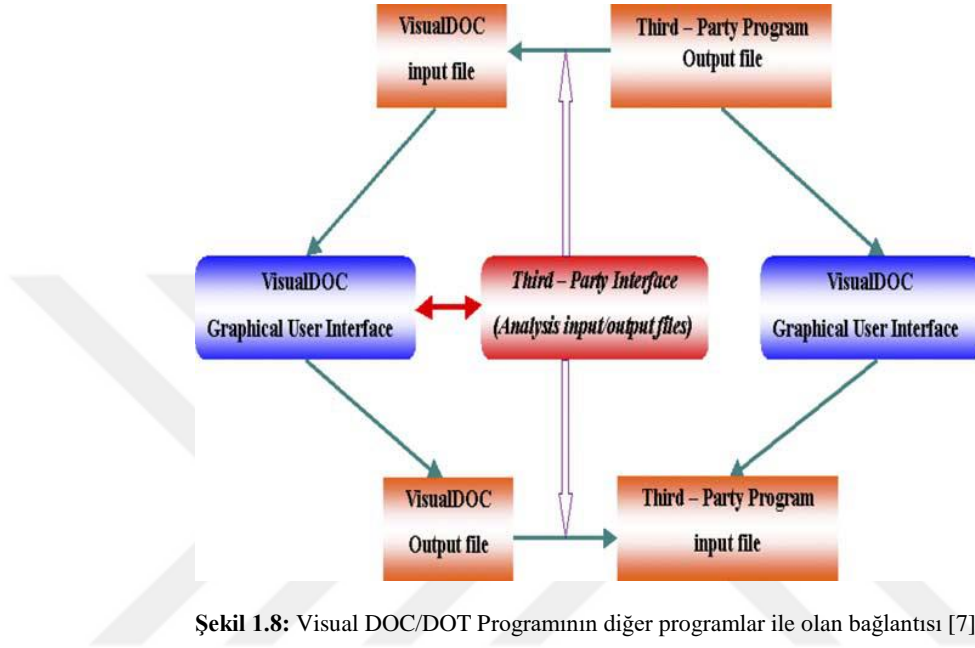 VisualDOC
input file
Third – Party Program
Output file
VisualDOC
Graphical User Interface
Third – Party Interface
(Analysis input/output files)
VisualDOC
Graphical User Interface
VisualDOC
Output file
Third – Party Program
input file
Şekil 1.8: Visual DOC/DOT Programının diğer programlar ile olan bağlantısı [7]